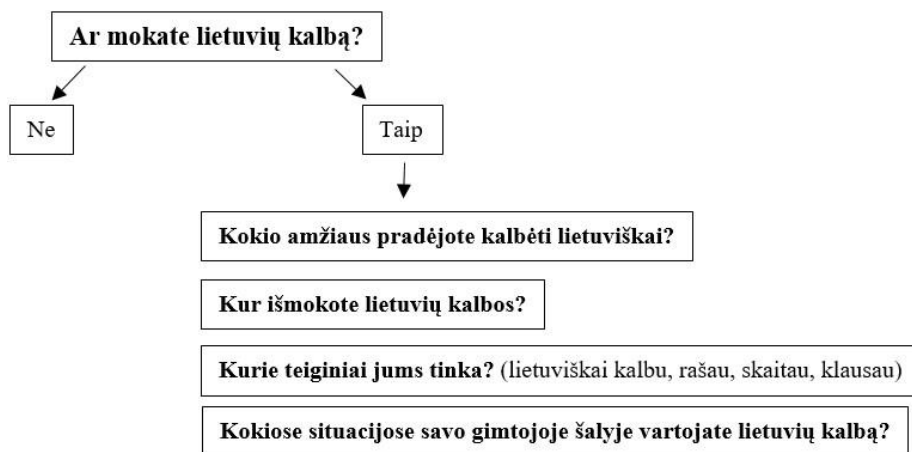 Ar mokate lietuvių kalbą?
Ne
Taip
Kokio amžiaus pradėjote kalbėti lietuviškai?
Kur išmokote lietuvių kalbos?
Kurie teiginiai jums tinka? (lietuviškai kalbu, rašau, skaitau, klausau)
Kokiose situacijose savo gimtojoje šalyje vartojate lietuvių kalbą?